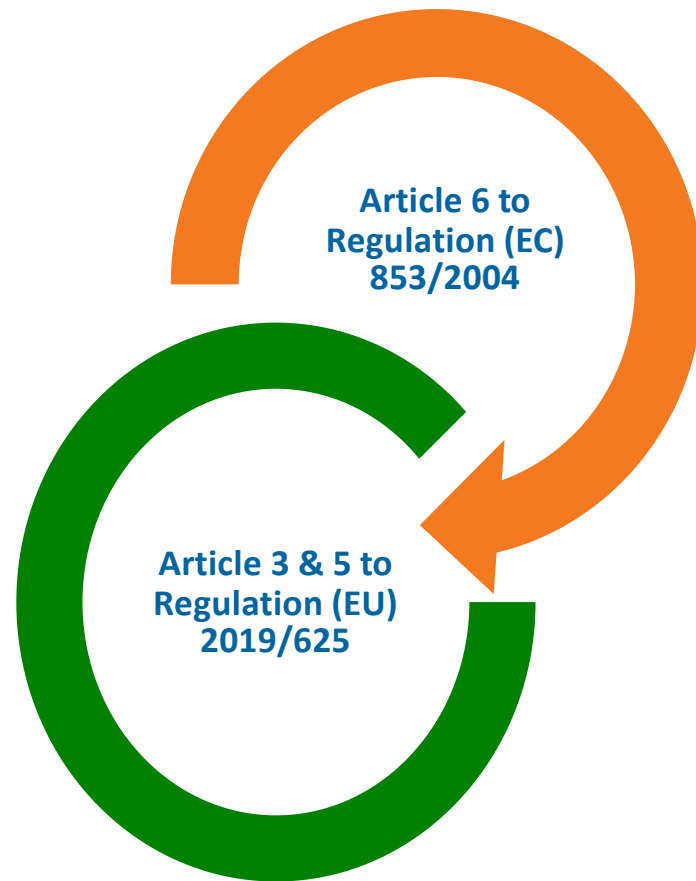 Article 6 to
Regulation (EC)
853/2004
Article 3 & 5 to
Regulation (EU)
2019/625